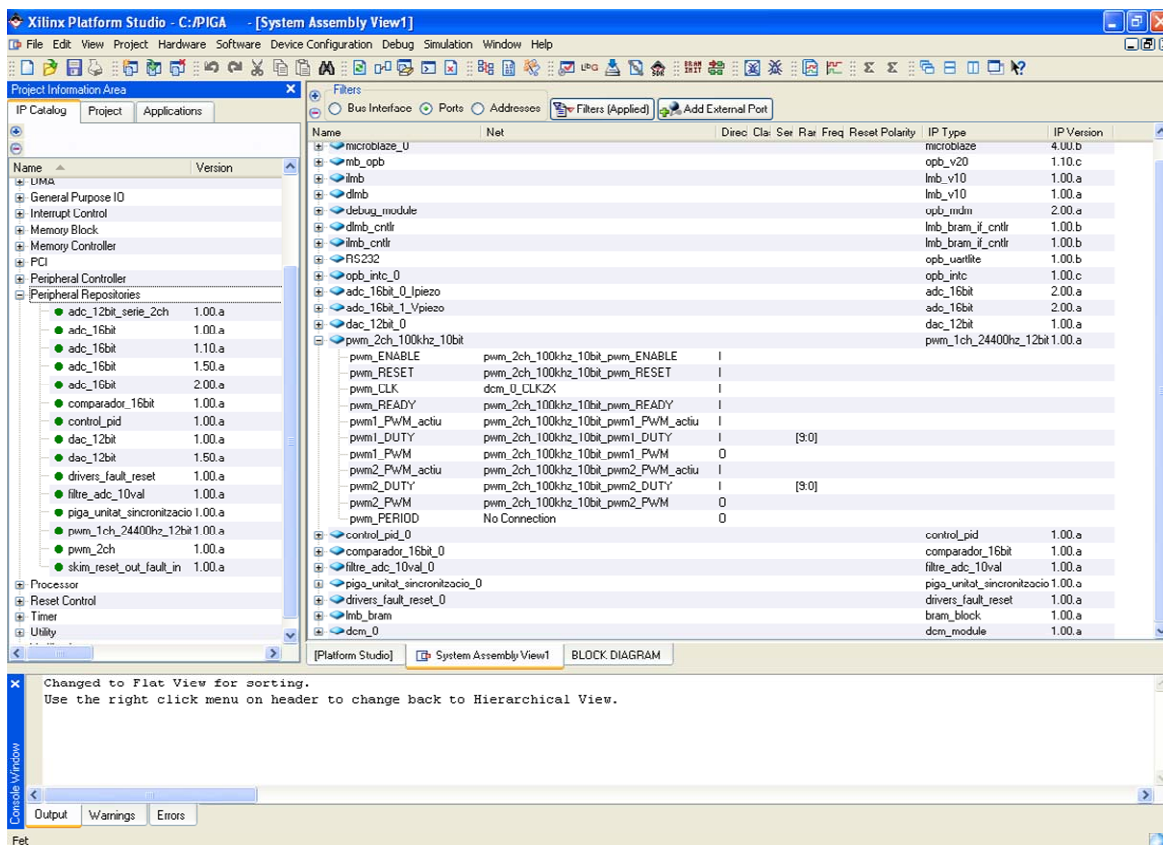 Xilinx Platform Studio - C:/PIGA - [System Assembly View1]
File Edit View Project Hardware Software Device Configuration Debug Simulation Window Help
Project Information Area
IP Catalog Project Applications
Name Version
DMA
General Purpose IO
Interrupt Control
Memory Block
Memory Controller
PCI
Peripheral Controller
Peripheral Repositories
adc_12bit_serie_2ch 1.00.a
adc_16bit 1.00.a
adc_16bit 1.10.a
adc_16bit 1.50.a
adc_16bit 2.00.a
comparador_16bit 1.00.a
control_pid 1.00.a
dac_12bit 1.00.a
dac_12bit 1.50.a
drivers_fault_reset 1.00.a
filtre_adc_10val 1.00.a
piga_unitat_sincronitzacio 1.00.a
pwm_1ch_24400hz_12bit 1.00.a
pwm_2ch 1.00.a
skim_reset_out_fault_in 1.00.a
Processor
Reset Control
Timer
Utility
Filters
Bus Interface Ports Addresses Filters (Applied) Add External Port
Name Net Direc Cla Ser Rar Freq Reset Polarity IP Type IP Version
microblaze_0 microblaze 4.00.b
mb_opb opb_v20 1.10.c
ilmb lmb_v10 1.00.a
dlmb lmb_v10 1.00.a
debug_module opb_mdm 2.00.a
dlmb_cntlr lmb_bram_if_cntlr 1.00.b
ilmb_cntlr lmb_bram_if_cntlr 1.00.b
RS232 opb_uartlite 1.00.b
opb_intc_0 opb_intc 1.00.c
adc_16bit_0_Ipiezo adc_16bit 2.00.a
adc_16bit_1_Vpiezo adc_16bit 2.00.a
dac_12bit_0 dac_12bit 1.00.a
pwm_2ch_100khz_10bit pwm_1ch_24400hz_12bit 1.00.a
pwm_ENABLE pwm_2ch_100khz_10bit_pwm_ENABLE I
pwm_RESET pwm_2ch_100khz_10bit_pwm_RESET I
pwm_CLK dcm_0_CLK2X I
pwm_READY pwm_2ch_100khz_10bit_pwm_READY I
pwm1_PWM_actiu pwm_2ch_100khz_10bit_pwm1_PWM_actiu I
pwm1_DUTY pwm_2ch_100khz_10bit_pwm1_DUTY I [9:0]
pwm1_PWM pwm_2ch_100khz_10bit_pwm1_PWM O
pwm2_PWM_actiu pwm_2ch_100khz_10bit_pwm2_PWM_actiu I
pwm2_DUTY pwm_2ch_100khz_10bit_pwm2_DUTY I [9:0]
pwm2_PWM pwm_2ch_100khz_10bit_pwm2_PWM O
pwm_PERIOD No Connection O
control_pid_0 control_pid 1.00.a
comparador_16bit_0 comparador_16bit 1.00.a
filtre_adc_10val_0 filtre_adc_10val 1.00.a
piga_unitat_sincronitzacio_0 piga_unitat_sincronitzacio 1.00.a
drivers_fault_reset_0 drivers_fault_reset 1.00.a
lmb_bram bram_block 1.00.a
dcm_0 dcm_module 1.00.a
[Platform Studio] System Assembly View1 BLOCK DIAGRAM
Changed to Flat View for sorting.
Use the right click menu on header to change back to Hierarchical View.
Console Window
Output Warnings Errors
Fet